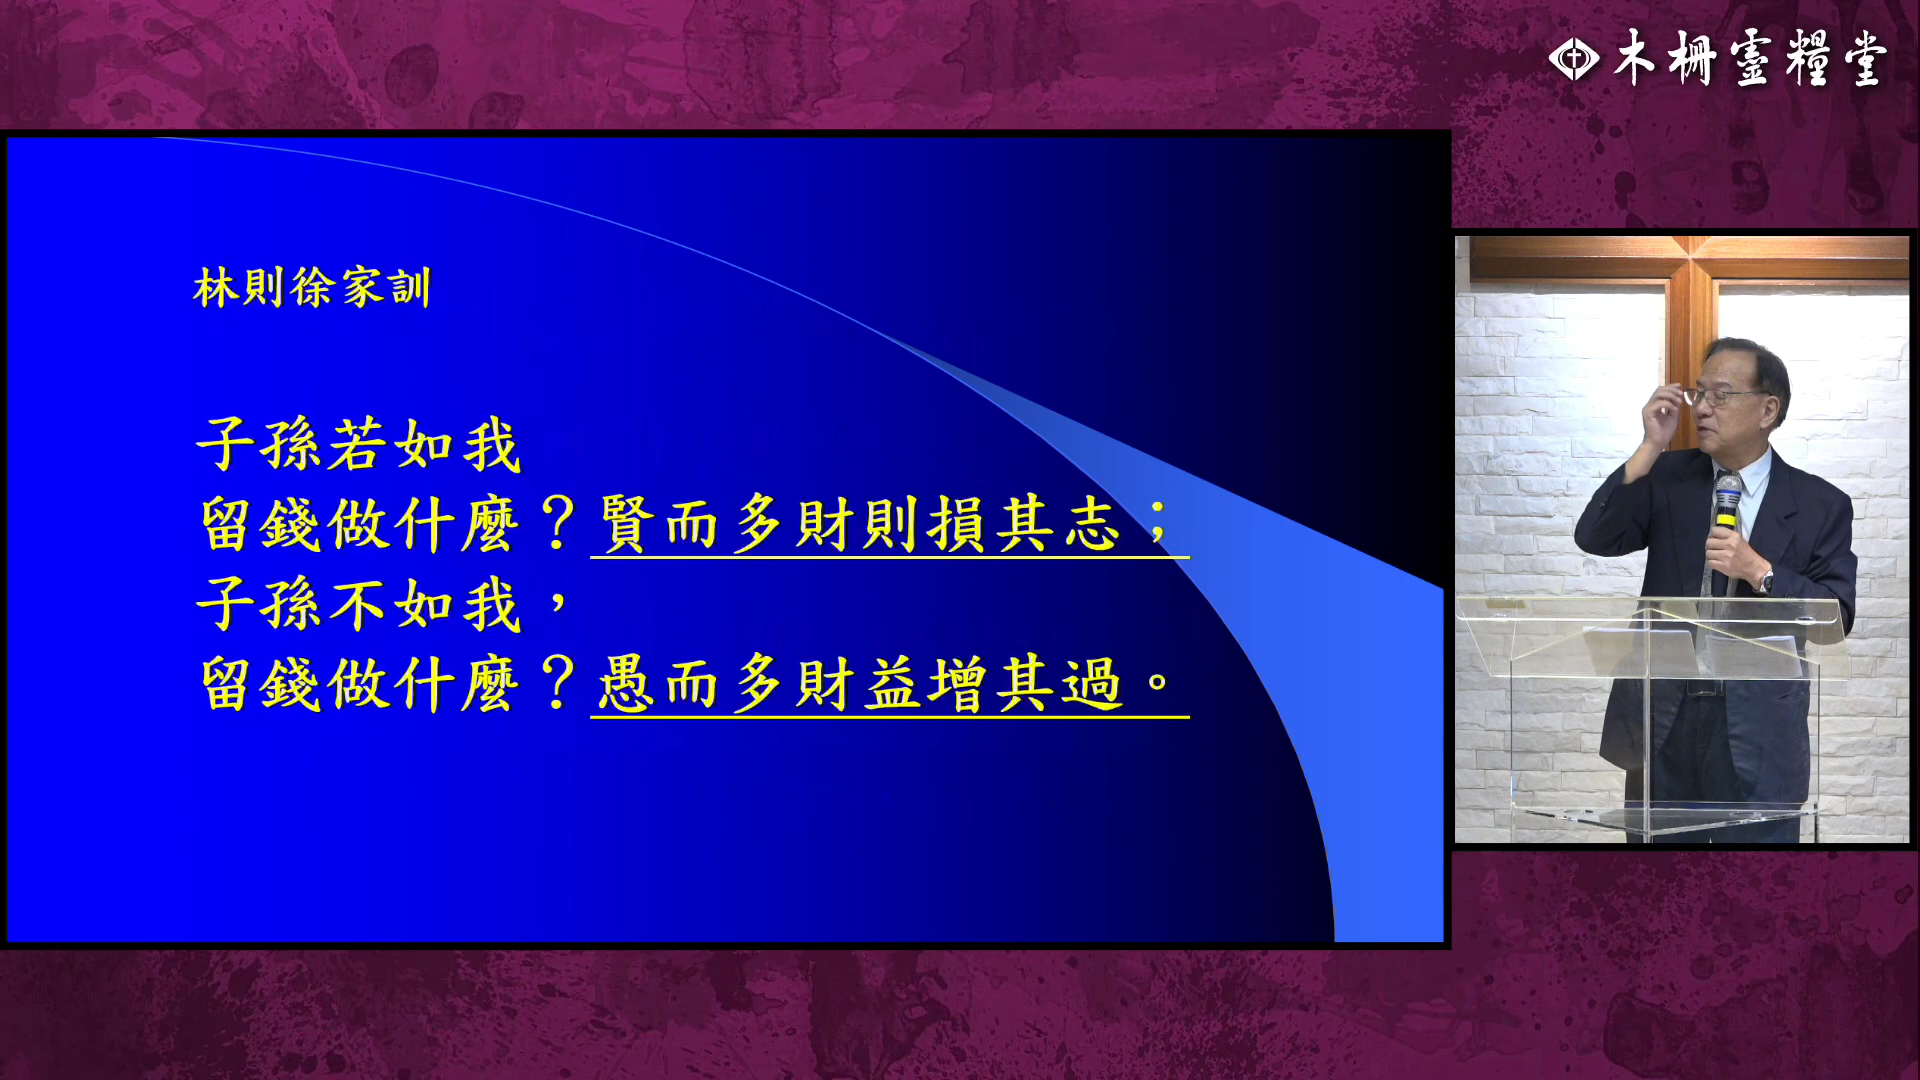 木柵靈糧堂
林則徐家訓
子孫若如我
留錢做什麼？賢而多財則損其志；
子孫不如我，
留錢做什麼？愚而多財益增其過。